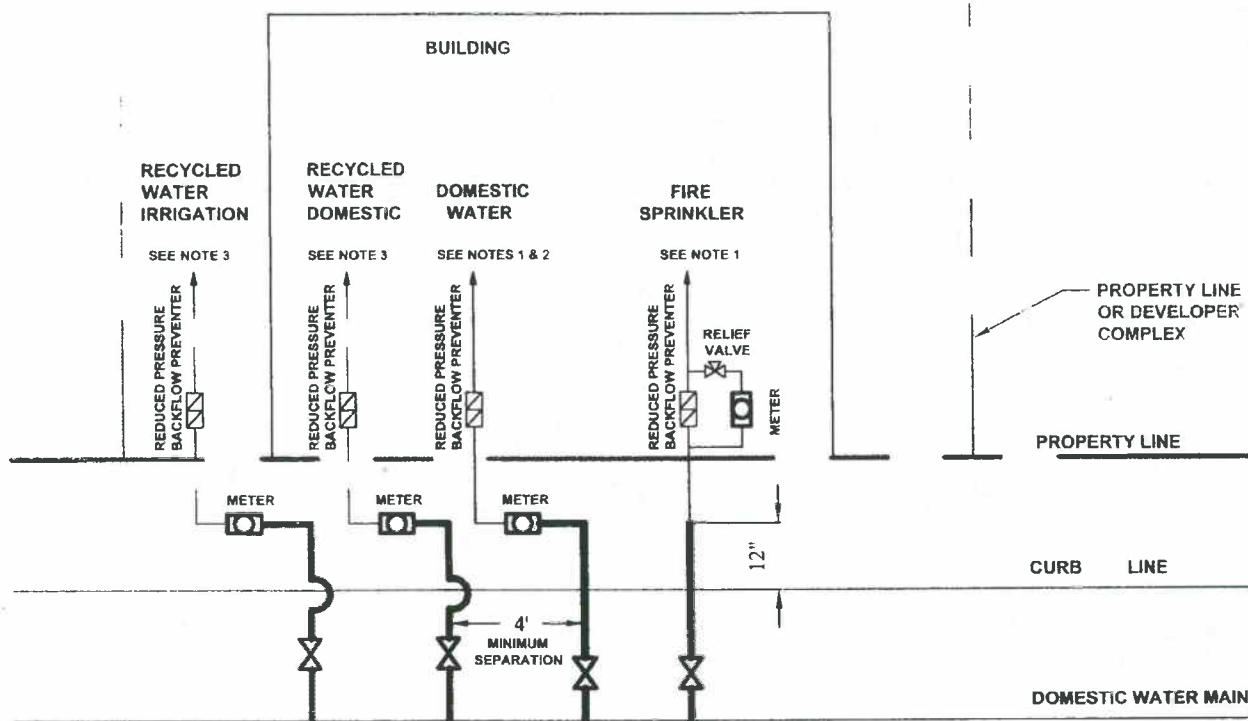 BUILDING
RECYCLED
WATER
IRRIGATION
RECYCLED
WATER
DOMESTIC
DOMESTIC
WATER
FIRE
SPRINKLER
SEE NOTE 3
SEE NOTE 3
SEE NOTES 1 & 2
SEE NOTE 1
REDUCED PRESSURE
BACKFLOW PREVENTER
REDUCED PRESSURE
BACKFLOW PREVENTER
REDUCED PRESSURE
BACKFLOW PREVENTER
REDUCED PRESSURE
BACKFLOW PREVENTER
RELIEF
VALVE
METER
PROPERTY LINE
OR DEVELOPER
COMPLEX
PROPERTY LINE
METER
METER
METER
12"
CURB LINE
4'
MINIMUM
SEPARATION
DOMESTIC WATER MAIN